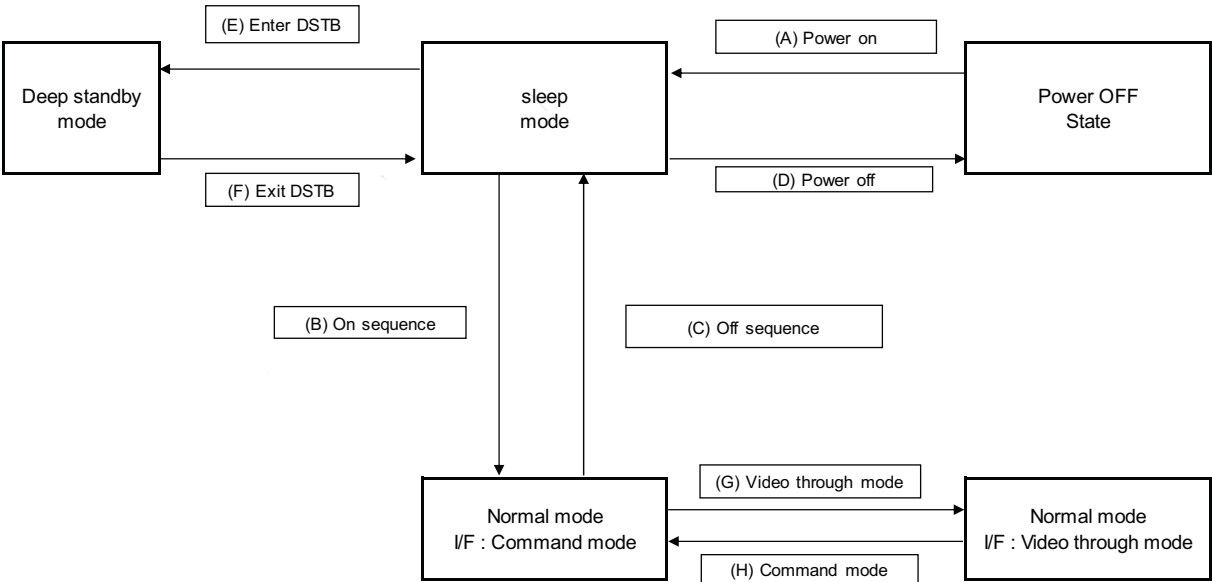 (E) Enter DSTB
(A) Power on
Deep standby
mode
sleep
mode
Power OFF
State
(F) Exit DSTB
(D) Power off
(B) On sequence
(C) Off sequence
(G) Video through mode
Normal mode
I/F : Command mode
Normal mode
I/F : Video through mode
(H) Command mode